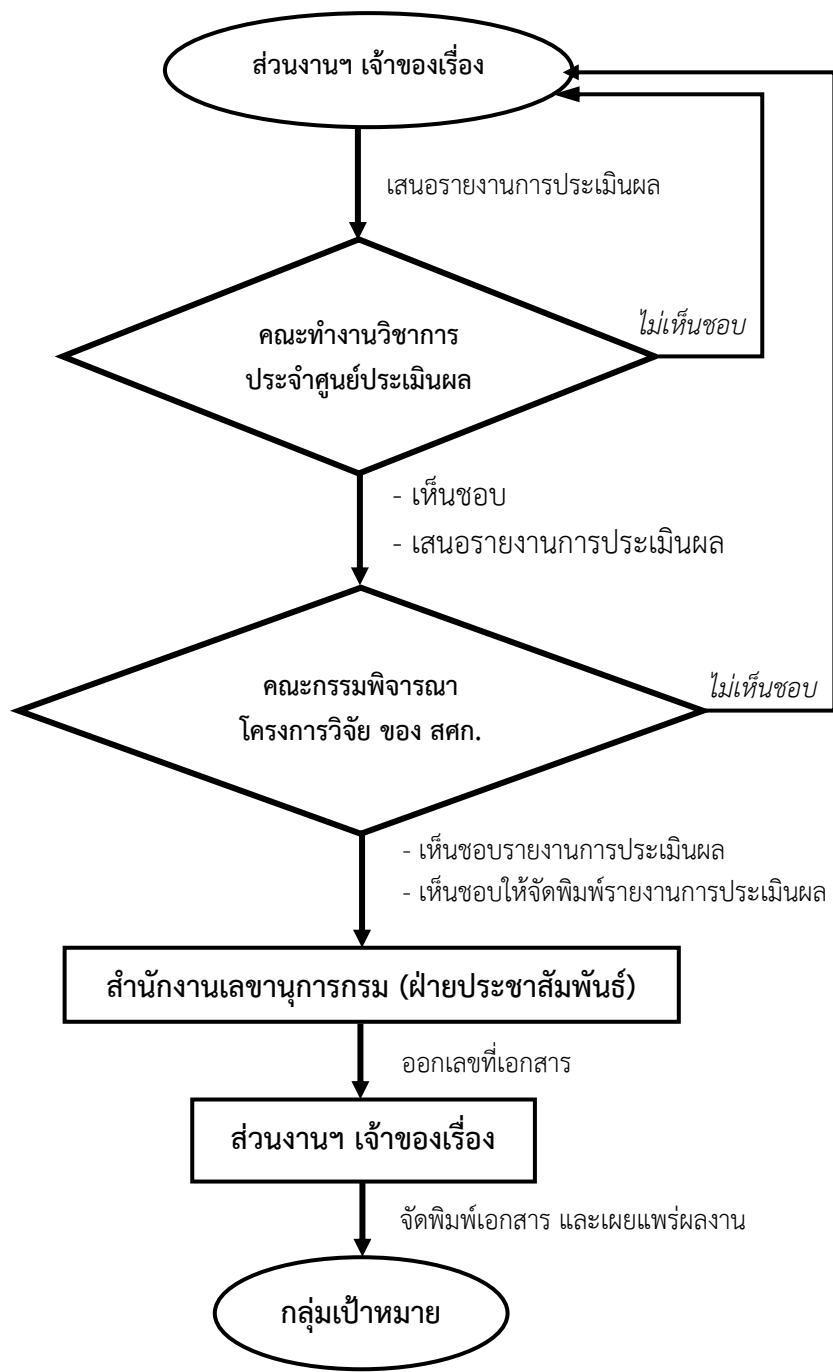 ส่วนงานฯ เจ้าของเรื่อง
เสนอรายงานการประเมินผล
คณะทำงานวิชาการ
ประจำศูนย์ประเมินผล
ไม่เห็นชอบ
- เห็นชอบ
- เสนอรายงานการประเมินผล
คณะกรรมพิจารณา
โครงการวิจัย ของ สศก.
ไม่เห็นชอบ
- เห็นชอบรายงานการประเมินผล
- เห็นชอบให้จัดพิมพ์รายงานการประเมินผล
สำนักงานเลขานุการกรม (ฝ่ายประชาสัมพันธ์)
ออกเลขที่เอกสาร
ส่วนงานฯ เจ้าของเรื่อง
จัดพิมพ์เอกสาร และเผยแพร่ผลงาน
กลุ่มเป้าหมาย